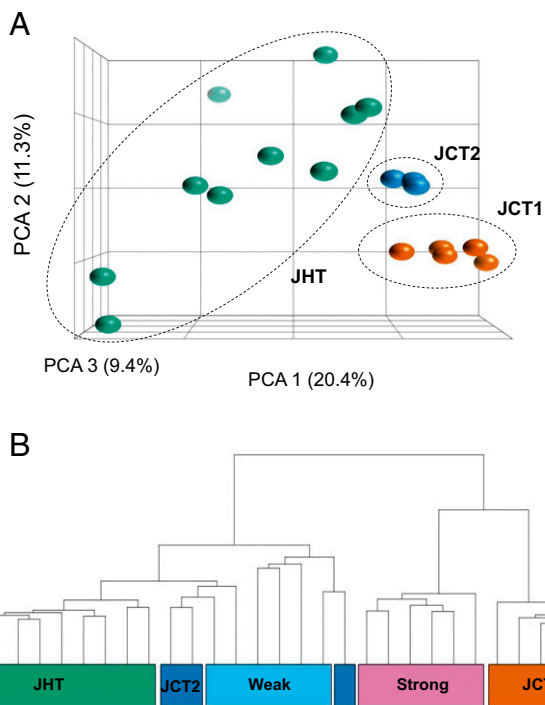 A
PCA 2 (11.3%)
JCT2
JCT1
JHT
PCA 3 (9.4%)
PCA 1 (20.4%)
B
JHT
JCT2
Weak
Strong
JCT